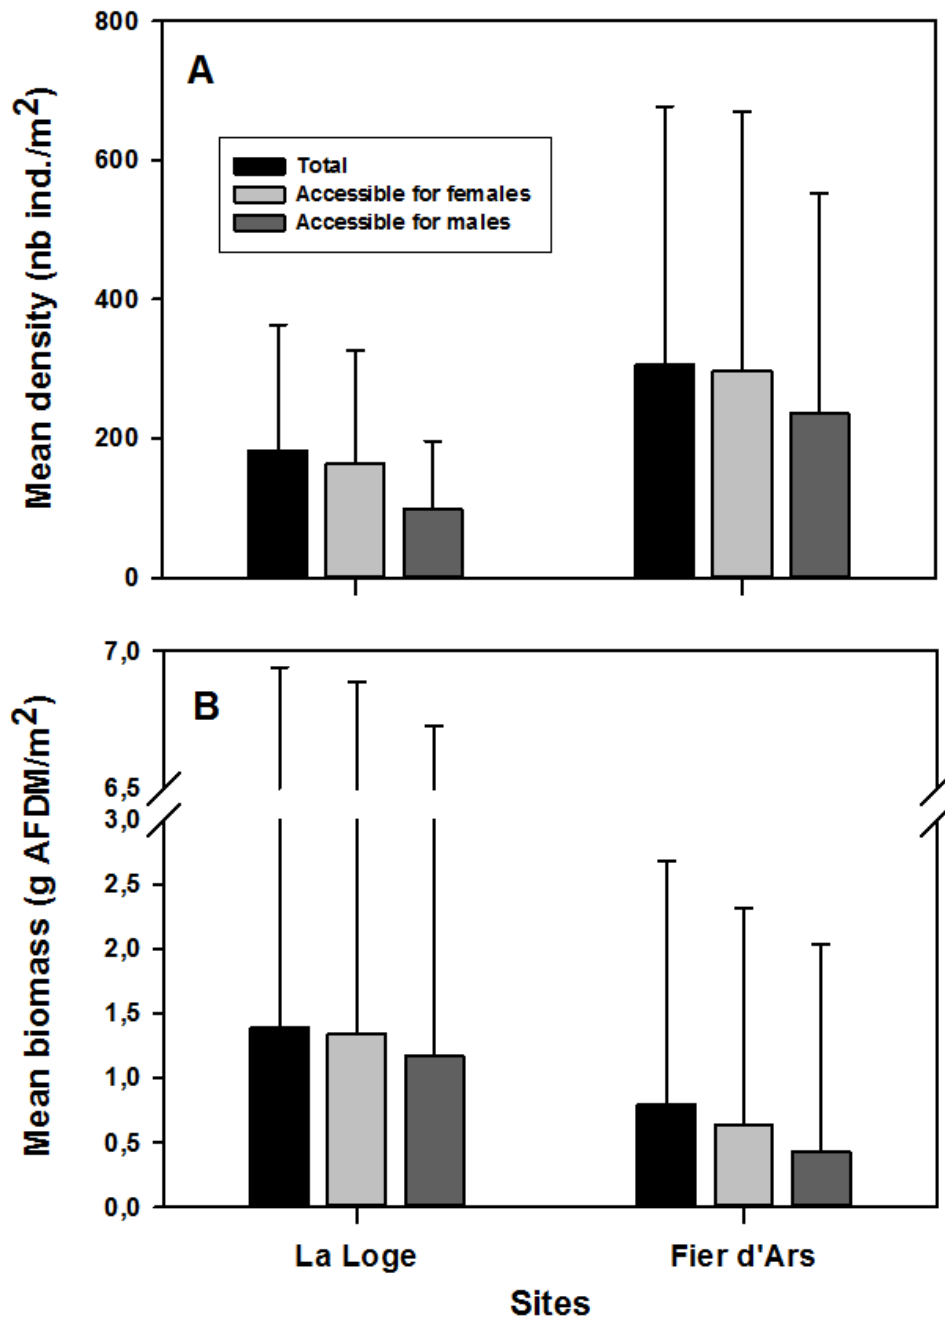 800
600
400
200
0
Mean density (nb ind./m²)
A
Total
Accessible for females
Accessible for males
7,0
6,5
3,0
2,5
2,0
1,5
1,0
0,5
0,0
Mean biomass (g AFDM/m²)
B
La Loge
Fier d'Ars
Sites